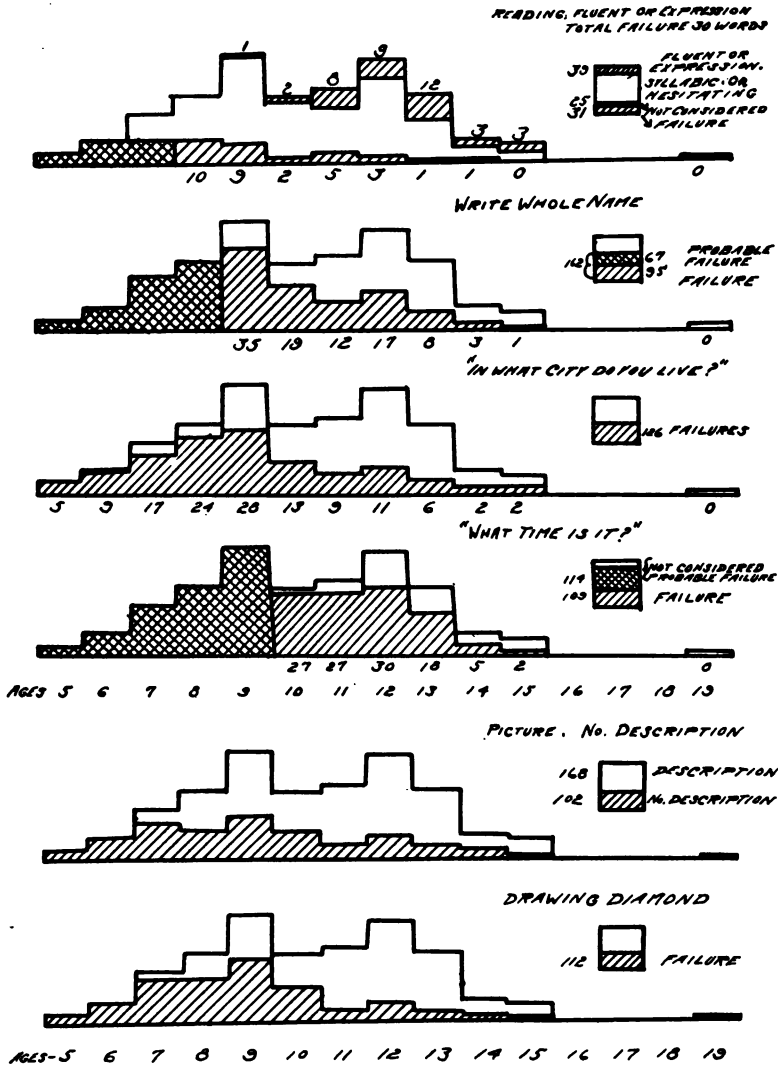 READING, FLUENT OR EXPRESSION
TOTAL FAILURE 30 WORDS
1
2
8
9
12
3
3
39
25
31
FLUENT OR
EXPRESSION.
SYLLABIC. OR
HESITATING
NOT CONSIDERED
FAILURE
10 9 2 5 3 1 1 0 0
WRITE WHOLE NAME
162
67
95
PROBABLE
FAILURE
FAILURE
35 19 12 17 8 3 1 0
"IN WHAT CITY DO YOU LIVE?"
126 FAILURES
5 9 17 24 28 13 9 11 6 2 2 0
"WHAT TIME IS IT?"
114
109
NOT CONSIDERED
PROBABLE FAILURE
FAILURE
27 27 30 18 5 2 0
AGES 5 6 7 8 9 10 11 12 13 14 15 16 17 18 19
PICTURE. NO. DESCRIPTION
168 DESCRIPTION
102 NO. DESCRIPTION
DRAWING DIAMOND
112 FAILURE
AGES-5 6 7 8 9 10 11 12 13 14 15 16 17 18 19